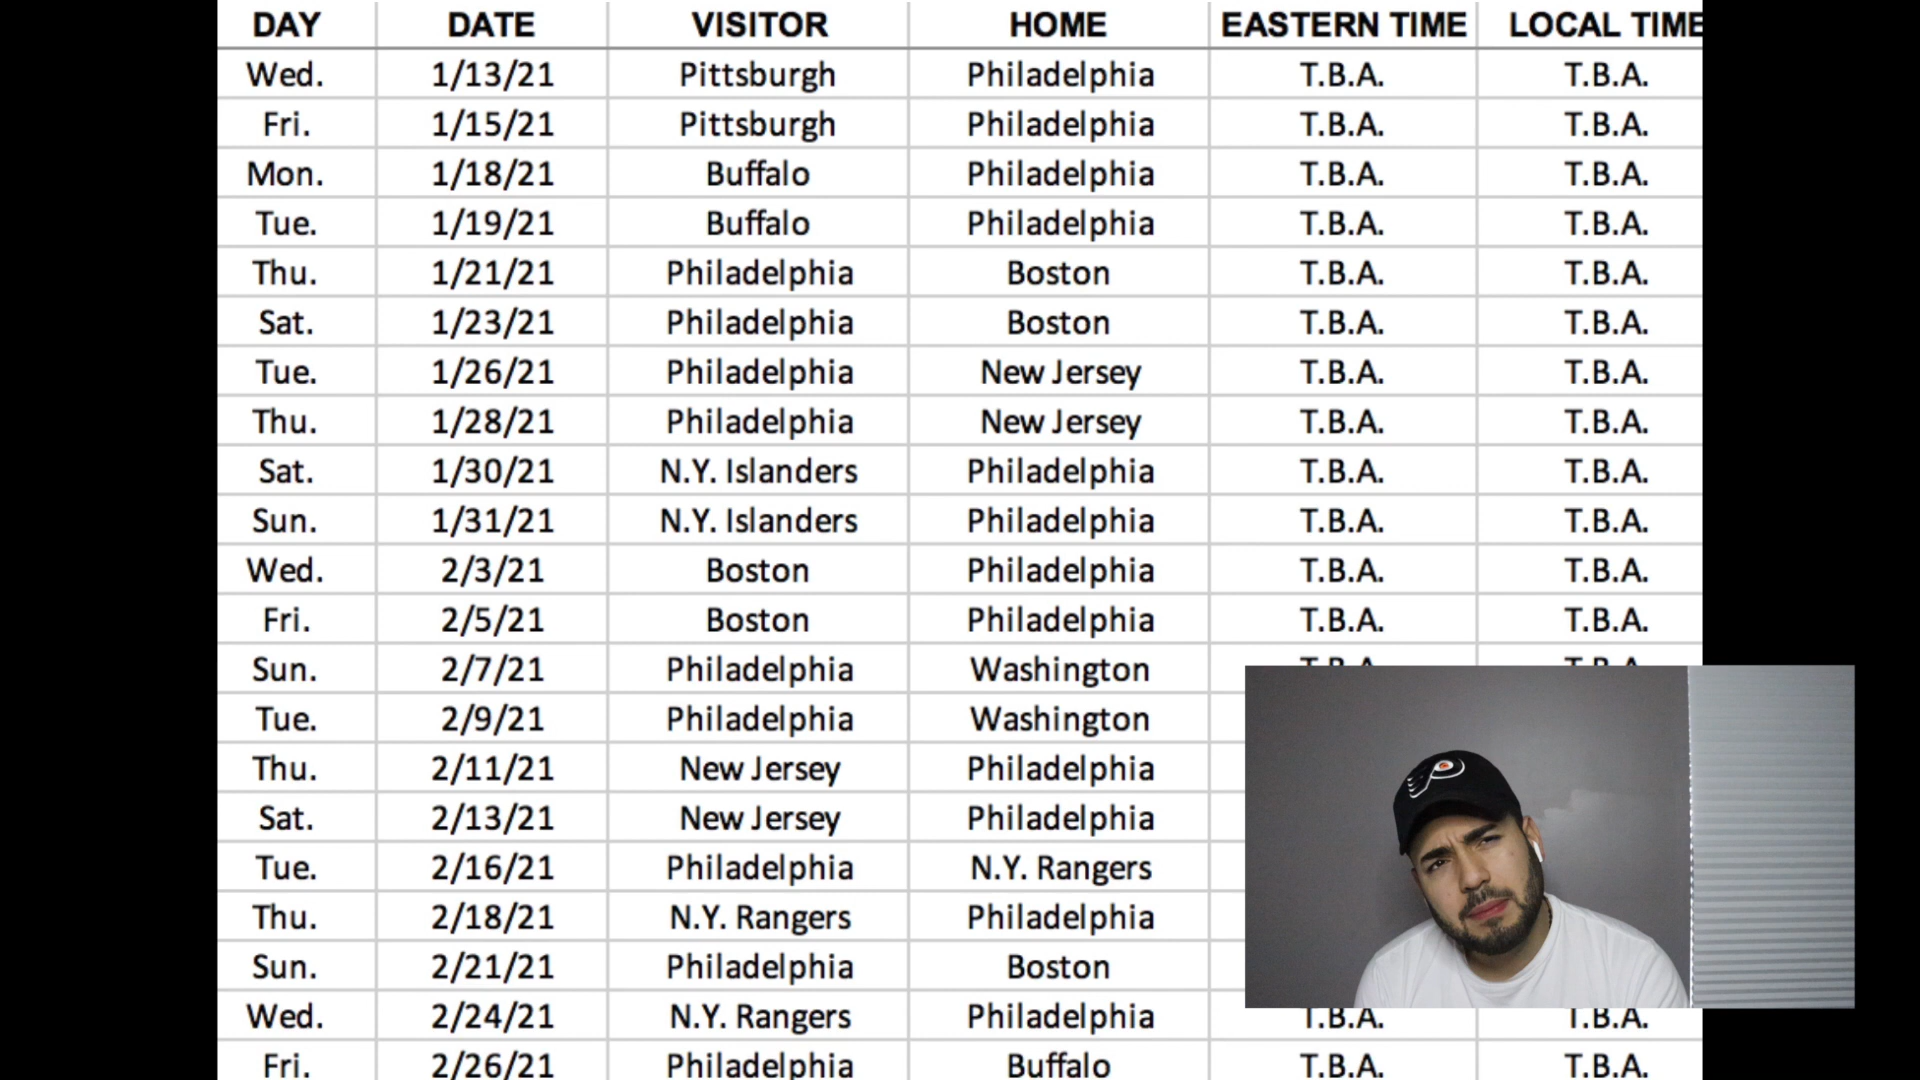 DAY DATE VISITOR HOME EASTERN TIME LOCAL TIME
Wed. 1/13/21 Pittsburgh Philadelphia T.B.A. T.B.A.
Fri. 1/15/21 Pittsburgh Philadelphia T.B.A. T.B.A.
Mon. 1/18/21 Buffalo Philadelphia T.B.A. T.B.A.
Tue. 1/19/21 Buffalo Philadelphia T.B.A. T.B.A.
Thu. 1/21/21 Philadelphia Boston T.B.A. T.B.A.
Sat. 1/23/21 Philadelphia Boston T.B.A. T.B.A.
Tue. 1/26/21 Philadelphia New Jersey T.B.A. T.B.A.
Thu. 1/28/21 Philadelphia New Jersey T.B.A. T.B.A.
Sat. 1/30/21 N.Y. Islanders Philadelphia T.B.A. T.B.A.
Sun. 1/31/21 N.Y. Islanders Philadelphia T.B.A. T.B.A.
Wed. 2/3/21 Boston Philadelphia T.B.A. T.B.A.
Fri. 2/5/21 Boston Philadelphia T.B.A. T.B.A.
Sun. 2/7/21 Philadelphia Washington T.B.A. T.B.A.
Tue. 2/9/21 Philadelphia Washington
Thu. 2/11/21 New Jersey Philadelphia
Sat. 2/13/21 New Jersey Philadelphia
Tue. 2/16/21 Philadelphia N.Y. Rangers
Thu. 2/18/21 N.Y. Rangers Philadelphia
Sun. 2/21/21 Philadelphia Boston
Wed. 2/24/21 N.Y. Rangers Philadelphia T.B.A. T.B.A.
Fri. 2/26/21 Philadelphia Buffalo T.B.A. T.B.A.